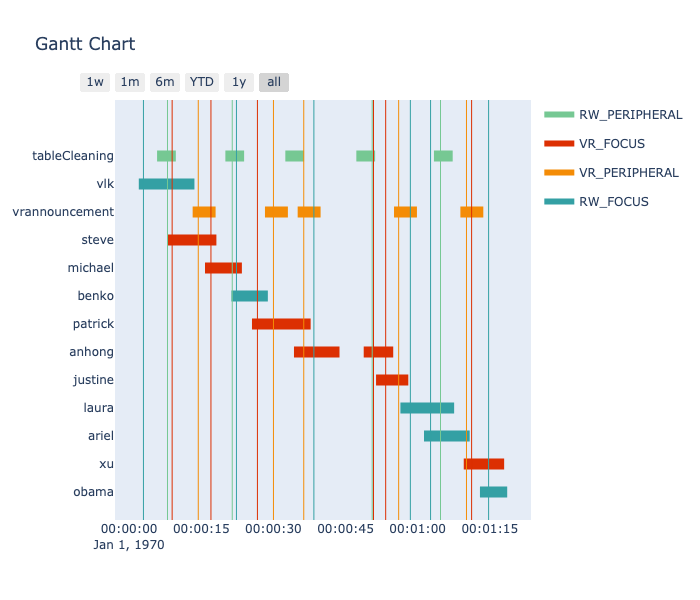 Gantt Chart
1w 1m 6m YTD 1y all
RW_PERIPHERAL
VR_FOCUS
VR_PERIPHERAL
RW_FOCUS
tableCleaning
vlk
vrannouncement
steve
michael
benko
patrick
anhong
justine
laura
ariel
xu
obama
00:00:00 00:00:15 00:00:30 00:00:45 00:01:00 00:01:15
Jan 1, 1970